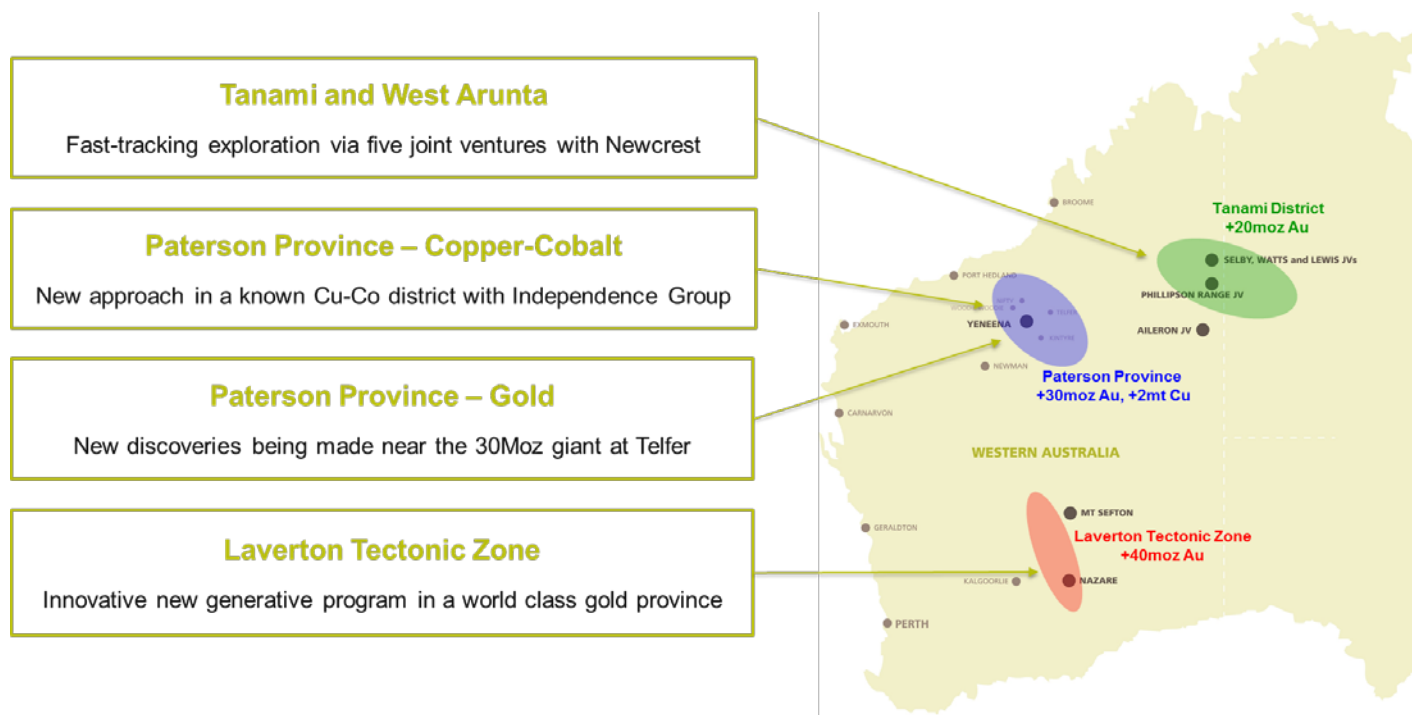 Tanami and West Arunta
Fast-tracking exploration via five joint ventures with Newcrest
Paterson Province – Copper-Cobalt
New approach in a known Cu-Co district with Independence Group
Paterson Province – Gold
New discoveries being made near the 30Moz giant at Telfer
Laverton Tectonic Zone
Innovative new generative program in a world class gold province
BROOME
Tanami District
+20moz Au
SELBY, WATTS and LEWIS JVs
PORT HEDLAND
PHILLIPSON RANGE JV
NIFTY
TELFER
EXMOUTH
YENEENA
AILERON JV
KINTYRE
NEWMAN
Paterson Province
+30moz Au, +2mt Cu
CARNARVON
WESTERN AUSTRALIA
MT SEFTON
GERALDTON
Laverton Tectonic Zone
+40moz Au
KALGOORLIE
NAZARE
PERTH